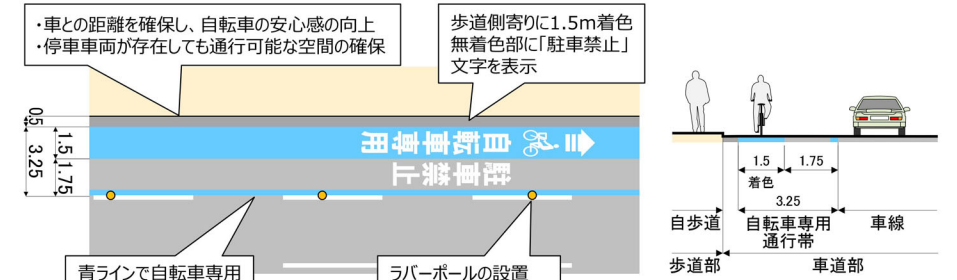 ・車との距離を確保し、自転車の安心感の向上
・停車車両が存在しても通行可能な空間の確保
歩道側寄りに1.5m着色
無着色部に「駐車禁止」
文字を表示
0.5
1.5
1.75
3.25
自転車専用
駐車禁止
青ラインで自転車専用
ラバーポールの設置
1.5
1.75
着色
3.25
自歩道
自転車専用
通行帯
車線
歩道部
車道部